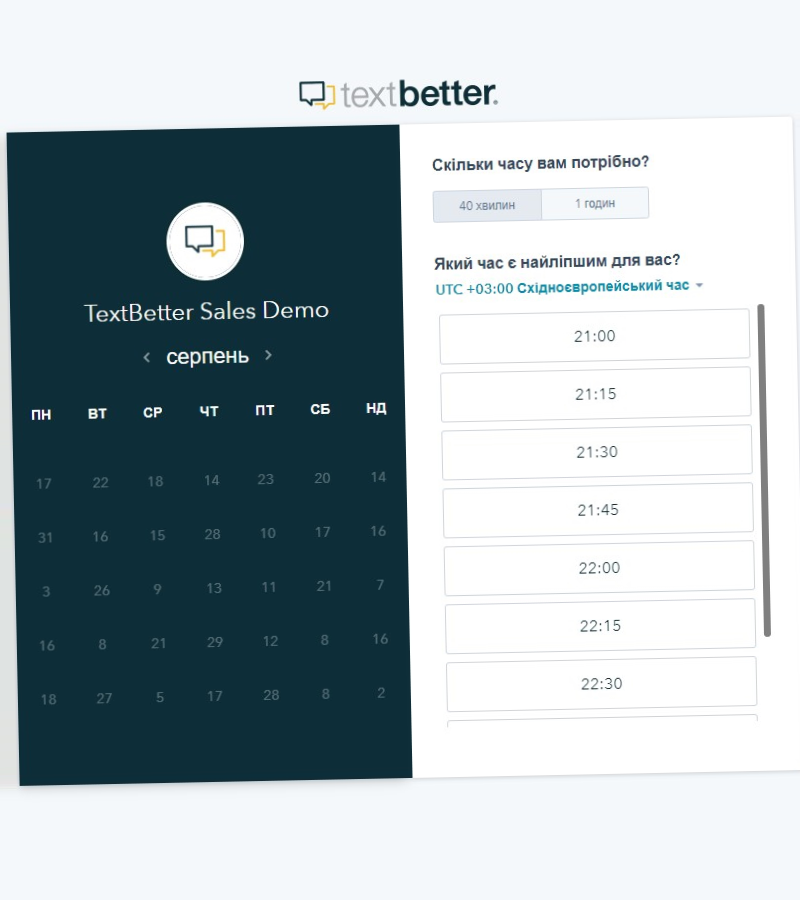 textbetter.
TextBetter Sales Demo
серпень
ПН ВТ СР ЧТ ПТ СБ НД
17 22 18 14 23 20 14
31 16 15 28 10 17 16
3 26 9 13 11 21 7
16 8 21 29 12 8 16
18 27 5 17 28 8 2
Скільки часу вам потрібно?
40 хвилин 1 годин
Який час є найліпшим для вас?
UTC +03:00 Східноєвропейський час
21:00
21:15
21:30
21:45
22:00
22:15
22:30